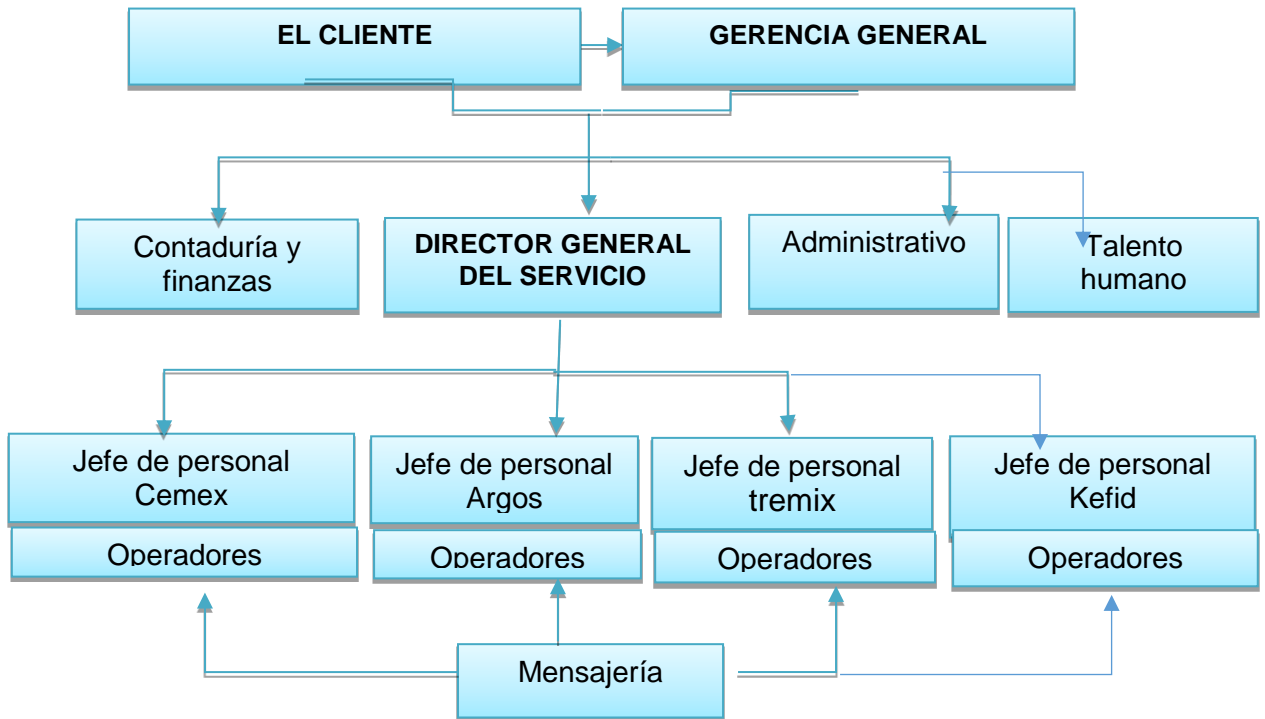 EL CLIENTE
GERENCIA GENERAL
Contaduría y
finanzas
DIRECTOR GENERAL
DEL SERVICIO
Administrativo
Talento
humano
Jefe de personal
Cemex
Jefe de personal
Argos
Jefe de personal
tremix
Jefe de personal
Kefid
Operadores
Operadores
Operadores
Operadores
Mensajería